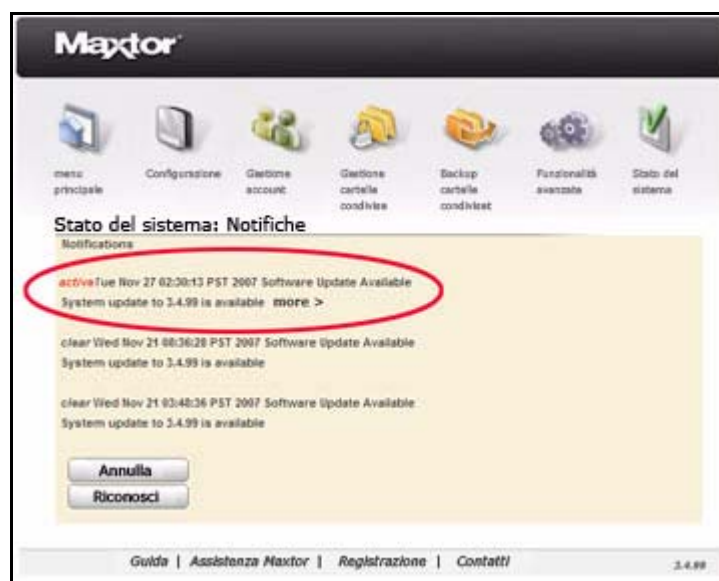 Maxtor
menu principale
Configurazione
Gestione account
Gestione cartelle condivise
Backup cartelle condivise
Funzionalità avanzate
Stato del sistema
Stato del sistema: Notifiche
Notifications
activeTue Nov 27 02:30:13 PST 2007 Software Update Available
System update to 3.4.99 is available more >
clear Wed Nov 21 08:36:28 PST 2007 Software Update Available
System update to 3.4.99 is available
clear Wed Nov 21 03:48:36 PST 2007 Software Update Available
System update to 3.4.99 is available
Annulla
Riconosci
Guida | Assistenza Maxtor | Registrazione | Contatti
3.4.99